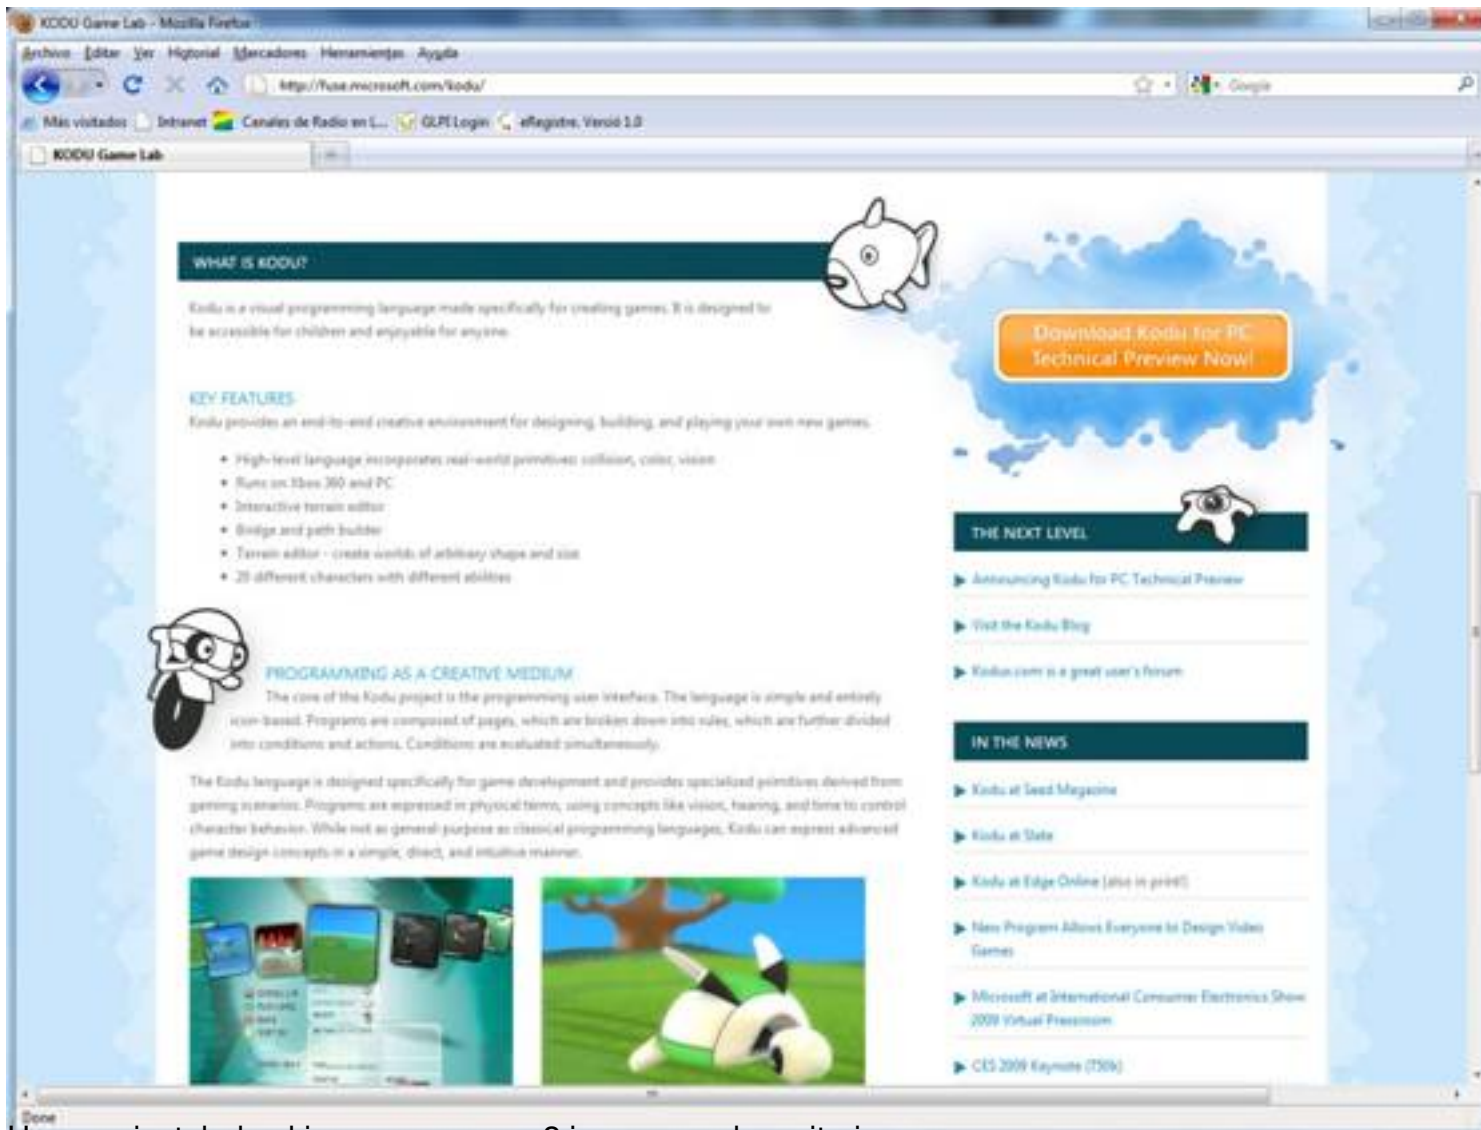 KODU Game Lab - Mozilla Firefox
Archivo Editar Ver Historial Marcadores Herramientas Ayuda
http://fuse.microsoft.com/kodu/
Google
Más visitados Intranet Canales de Radio en L... GLPI Login eRegistre, Versió 1.0
KODU Game Lab
WHAT IS KODU?
Kodu is a visual programming language made specifically for creating games. It is designed to
be accessible for children and enjoyable for anyone.
KEY FEATURES
Kodu provides an end-to-end creative environment for designing, building, and playing your own new games.
• High-level language incorporates real-world primitives: collision, color, vision
• Runs on Xbox 360 and PC
• Interactive terrain editor
• Bridge and path builder
• Terrain editor - create worlds of arbitrary shape and size
• 20 different characters with different abilities
PROGRAMMING AS A CREATIVE MEDIUM
The core of the Kodu project is the programming user interface. The language is simple and entirely
icon-based. Programs are composed of pages, which are broken down into rules, which are further divided
into conditions and actions. Conditions are evaluated simultaneously.
The Kodu language is designed specifically for game development and provides specialized primitives derived from
gaming scenarios. Programs are expressed in physical terms, using concepts like vision, hearing, and time to control
character behavior. While not as general-purpose as classical programming languages, Kodu can express advanced
game design concepts in a simple, direct, and intuitive manner.
Download Kodu for PC
Technical Preview Now!
THE NEXT LEVEL
Announcing Kodu for PC Technical Preview
Visit the Kodu Blog
Kodux.com is a great user's forum
IN THE NEWS
Kodu at Seed Magazine
Kodu at Slate
Kodu at Edge Online (also in print!)
New Program Allows Everyone to Design Video
Games
Microsoft at International Consumer Electronics Show
2009 Virtual Pressroom
CES 2009 Keynote (750k)
Done